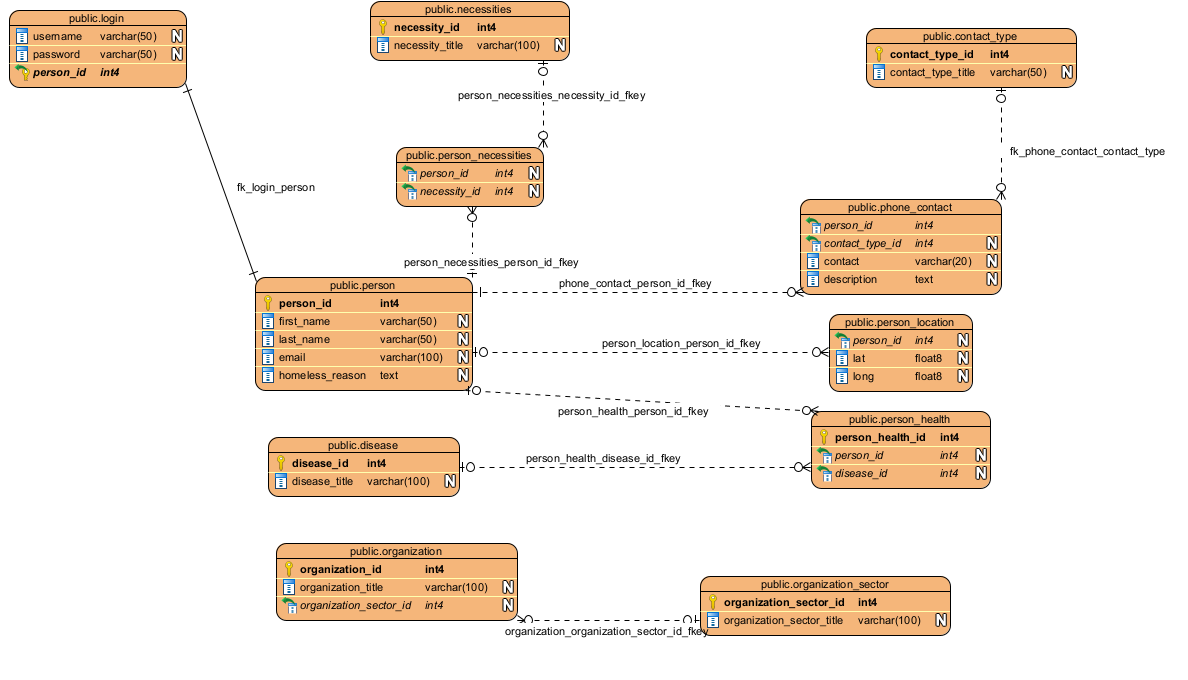 public.login
username varchar(50) N
password varchar(50) N
person_id int4
public.necessities
necessity_id int4
necessity_title varchar(100) N
public.contact_type
contact_type_id int4
contact_type_title varchar(50) N
person_necessities_necessity_id_fkey
fk_phone_contact_contact_type
public.person_necessities
person_id int4 N
necessity_id int4 N
fk_login_person
public.phone_contact
person_id int4
contact_type_id int4 N
contact varchar(20) N
description text N
person_necessities_person_id_fkey
public.person
person_id int4
first_name varchar(50) N
last_name varchar(50) N
email varchar(100) N
homeless_reason text N
phone_contact_person_id_fkey
public.person_location
person_id int4 N
lat float8 N
long float8 N
person_location_person_id_fkey
person_health_person_id_fkey
public.person_health
person_health_id int4
person_id int4 N
disease_id int4 N
public.disease
disease_id int4
disease_title varchar(100) N
person_health_disease_id_fkey
public.organization
organization_id int4
organization_title varchar(100) N
organization_sector_id int4 N
public.organization_sector
organization_sector_id int4
organization_sector_title varchar(100) N
organization_organization_sector_id_fkey